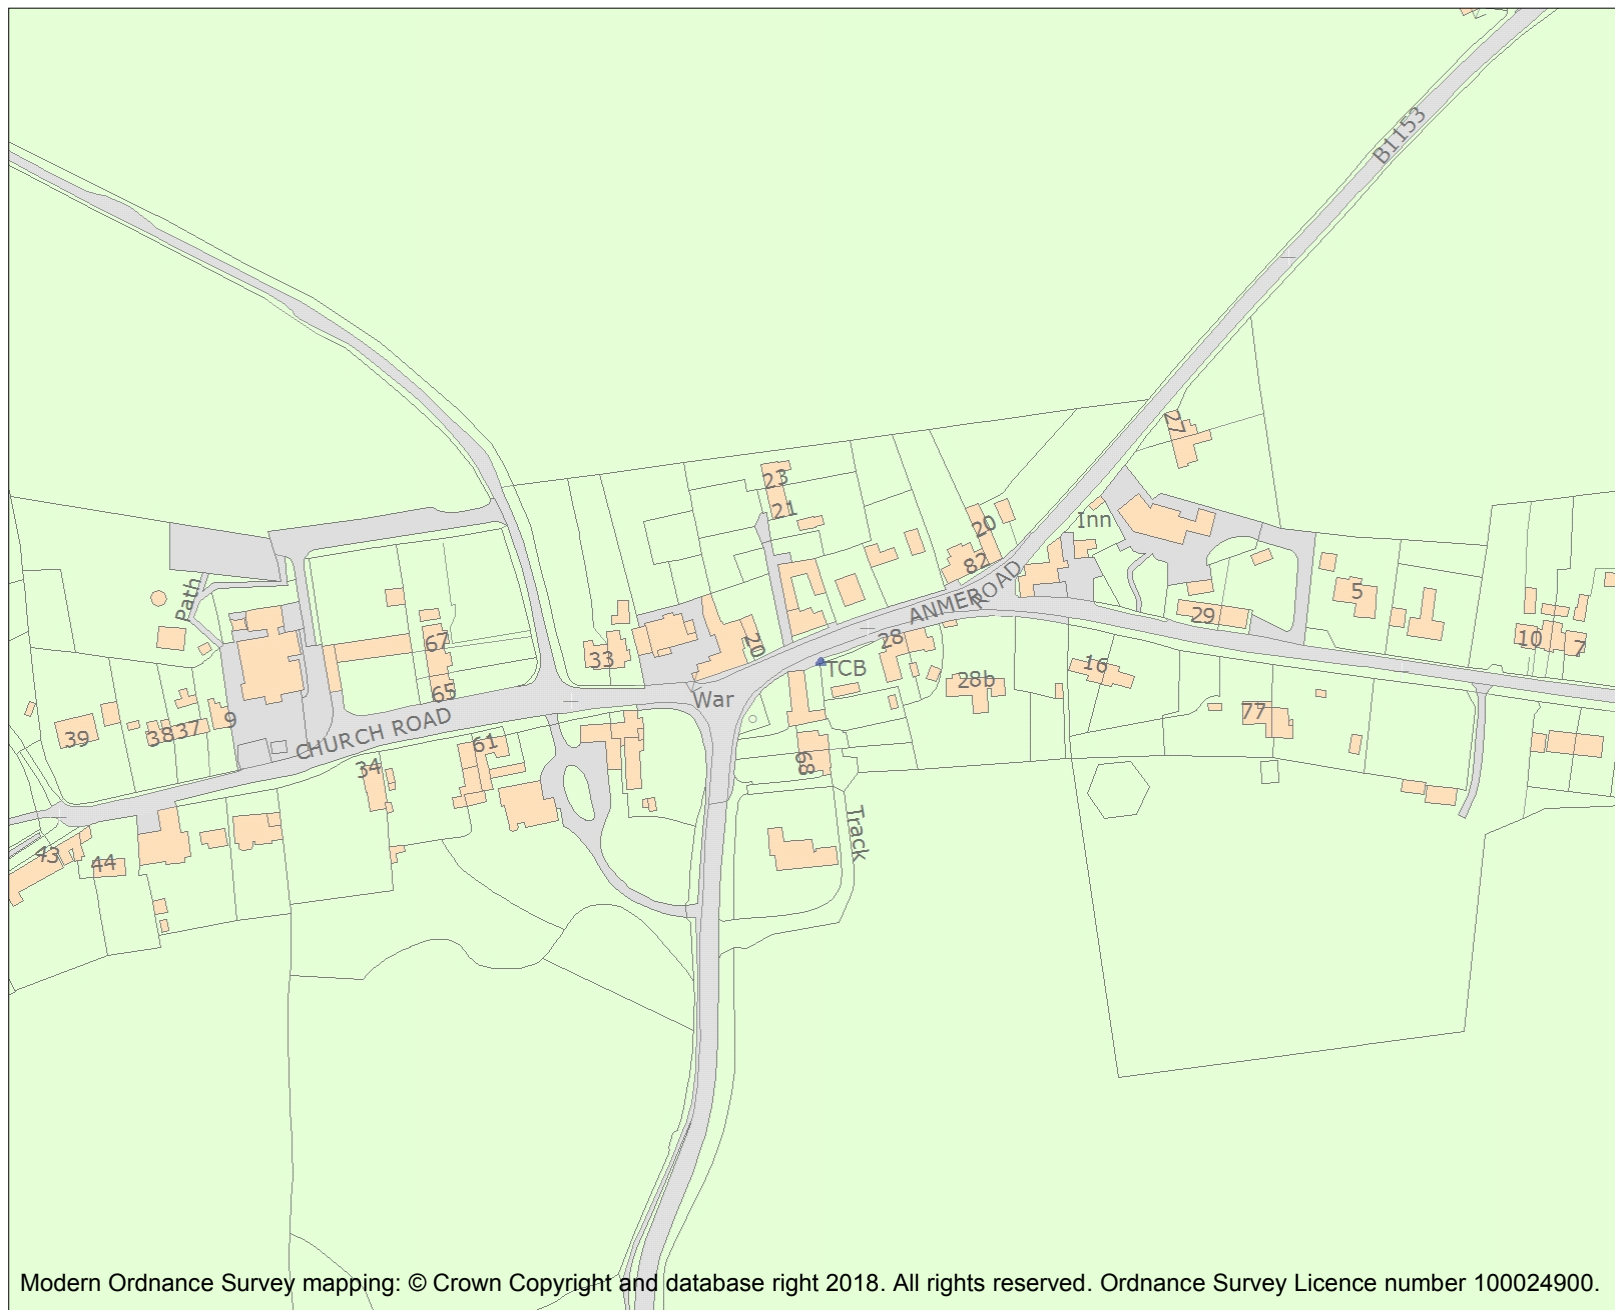 B1153
27
23
21
Inn
20
82
ANMER
ROAD
Path
5
29
67
20
28
10
7
33
TCB
16
28b
65
War
9
37
38
39
CHURCH ROAD
77
61
34
68
Track
43
44
Modern Ordnance Survey mapping: © Crown Copyright and database right 2018. All rights reserved. Ordnance Survey Licence number 100024900.